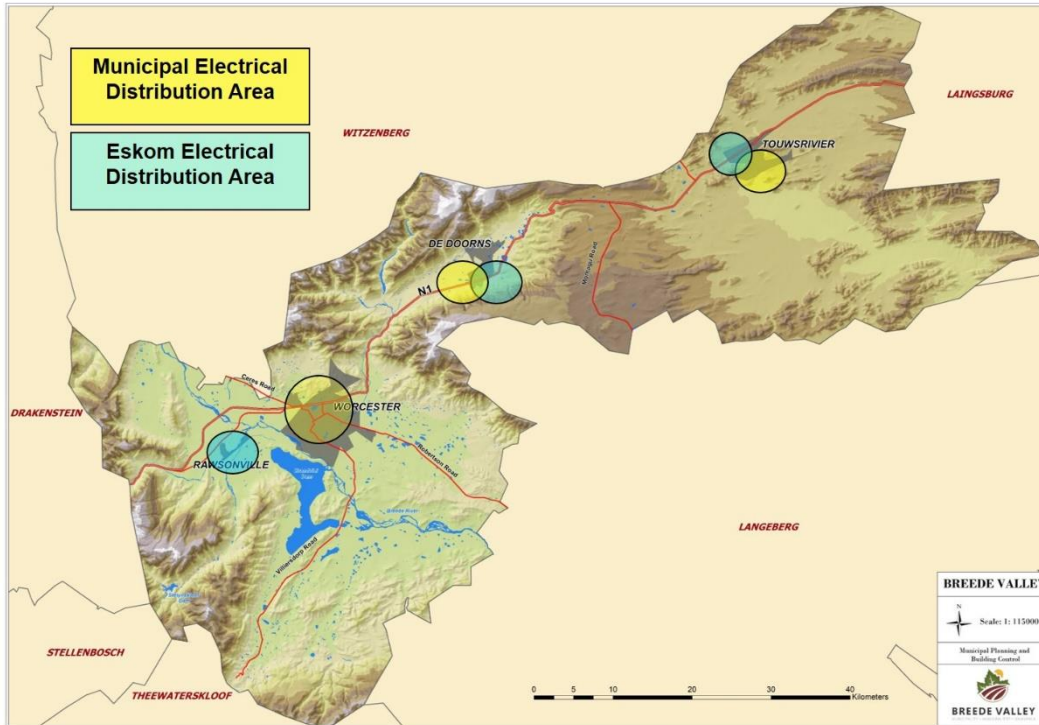 Municipal Electrical
Distribution Area
Eskom Electrical
Distribution Area
LAINGSBURG
WITZENBERG
TOUWSRIVIER
DE DOORNS
N1
Ceres Road
DRAKENSTEIN
WORCESTER
Robertson Road
RAWSONVILLE
Breede River
LANGEBERG
Villiersdorp Road
BREEDE VALLEY
N
Scale: 1: 115000
Municipal Planning and
Building Control
STELLENBOSCH
THEEWATERSKLOOF
0 5 10 20 30 40
Kilometers
BREEDE VALLEY